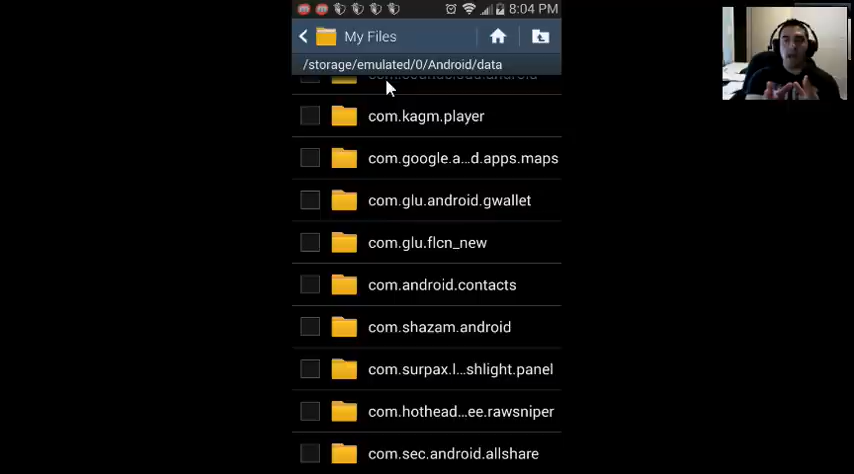 8:04 PM
My Files
/storage/emulated/0/Android/data
com.kagm.player
com.google.a...d.apps.maps
com.glu.android.gwallet
com.glu.flcn_new
com.android.contacts
com.shazam.android
com.surpax.l...shlight.panel
com.hothead...ee.rawsniper
com.sec.android.allshare